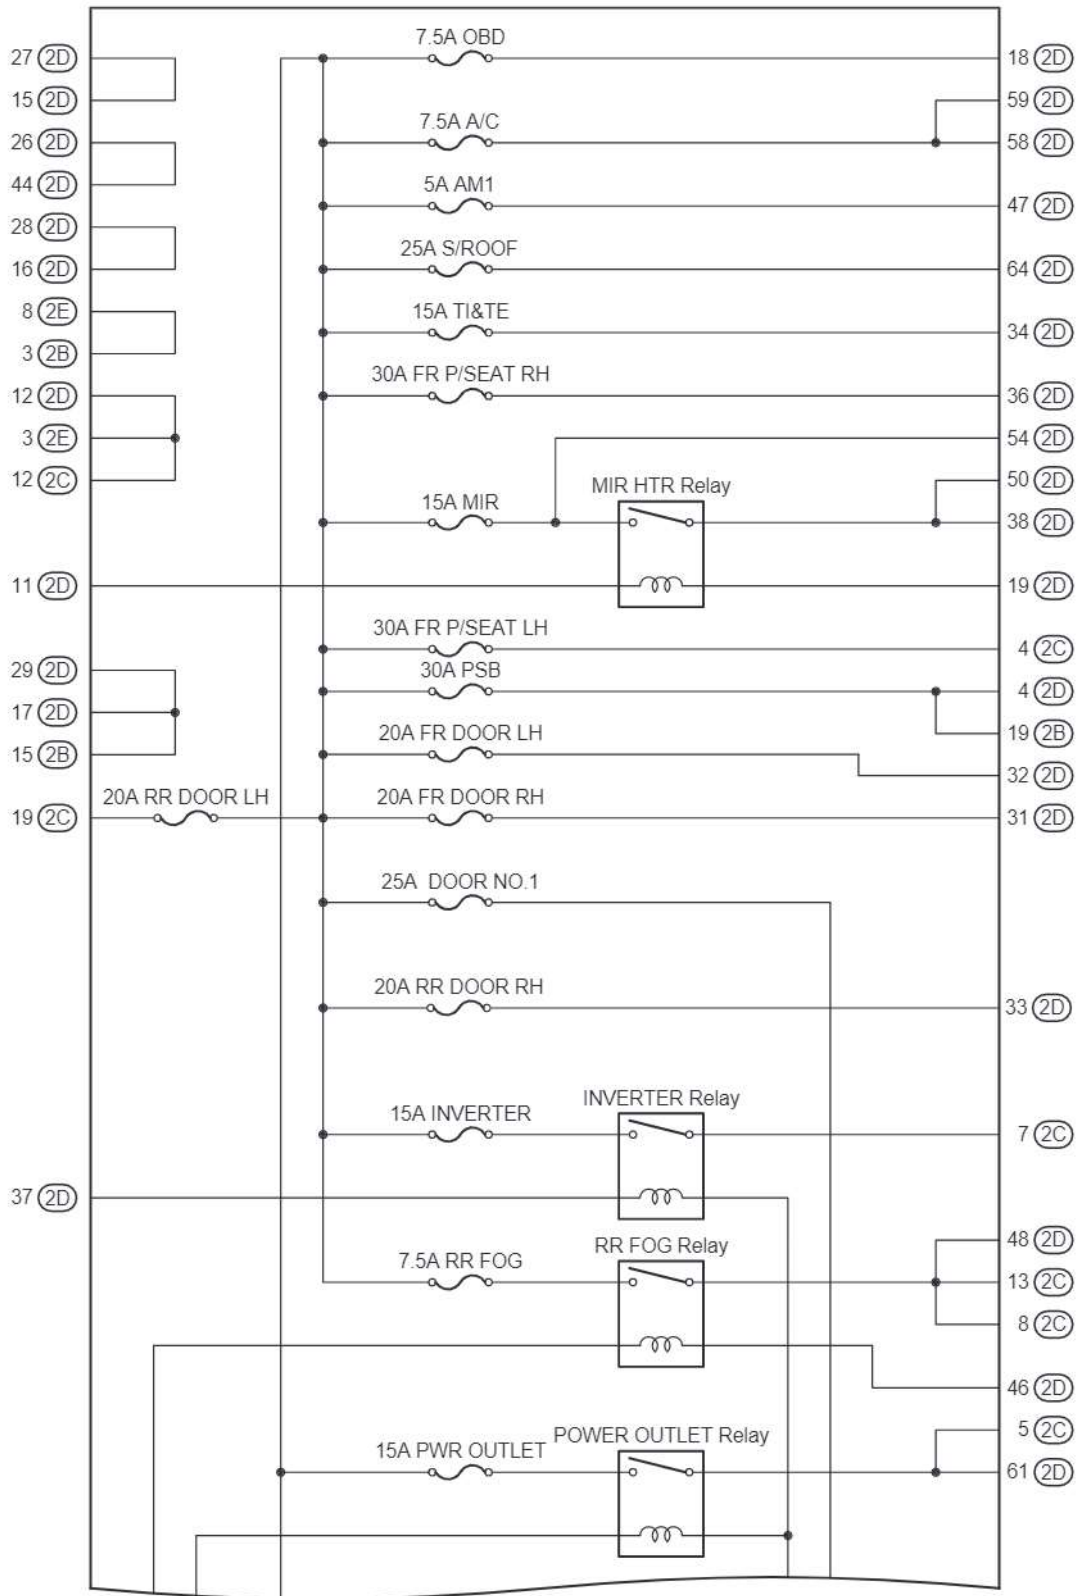 7.5A OBD
27 2D
18 2D
15 2D
59 2D
7.5A A/C
26 2D
58 2D
44 2D
5A AM1
47 2D
28 2D
25A S/ROOF
16 2D
64 2D
8 2E
15A TI&TE
34 2D
3 2B
30A FR P/SEAT RH
12 2D
36 2D
3 2E
54 2D
12 2C
MIR HTR Relay
50 2D
15A MIR
38 2D
11 2D
19 2D
30A FR P/SEAT LH
4 2C
29 2D
30A PSB
4 2D
17 2D
20A FR DOOR LH
19 2B
15 2B
32 2D
20A RR DOOR LH
20A FR DOOR RH
19 2C
31 2D
25A DOOR NO.1
20A RR DOOR RH
33 2D
INVERTER Relay
15A INVERTER
7 2C
37 2D
RR FOG Relay
48 2D
7.5A RR FOG
13 2C
8 2C
46 2D
POWER OUTLET Relay
5 2C
15A PWR OUTLET
61 2D